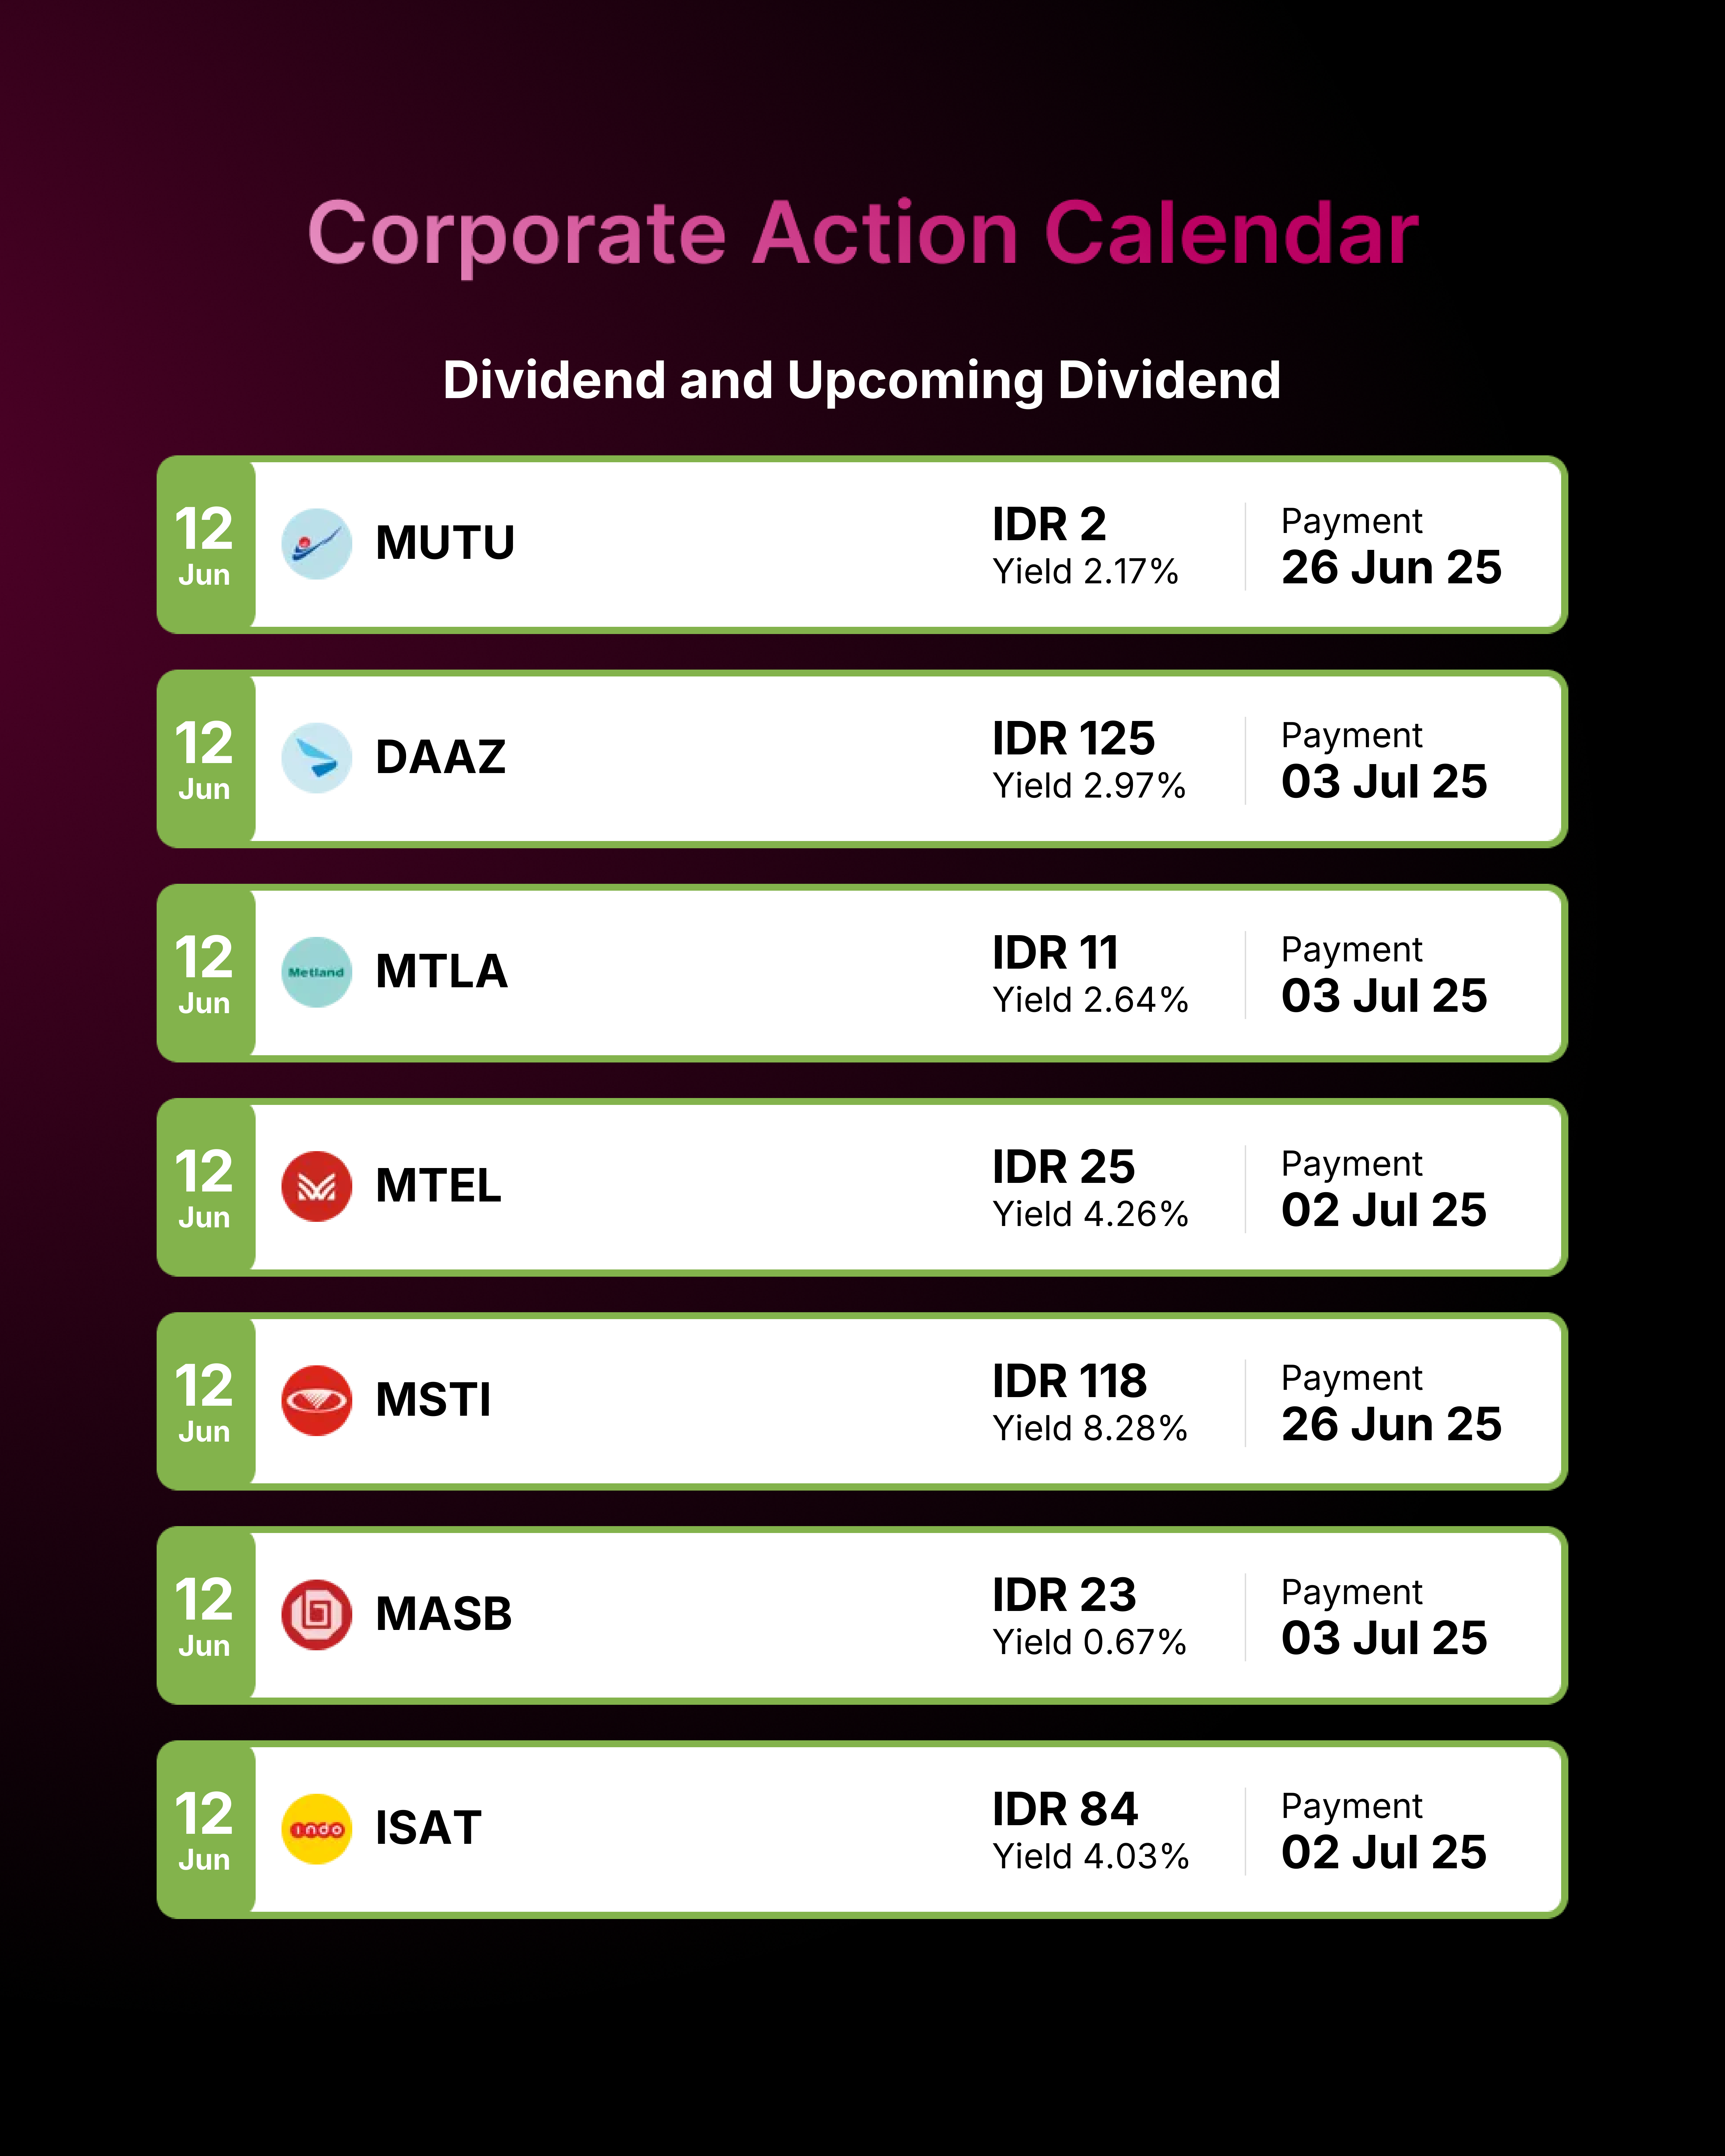 Corporate Action Calendar
Dividend and Upcoming Dividend
12
Jun
MUTU
IDR 2
Yield 2.17%
Payment
26 Jun 25
12
Jun
DAAZ
IDR 125
Yield 2.97%
Payment
03 Jul 25
12
Jun
Metland
MTLA
IDR 11
Yield 2.64%
Payment
03 Jul 25
12
Jun
MTEL
IDR 25
Yield 4.26%
Payment
02 Jul 25
12
Jun
MSTI
IDR 118
Yield 8.28%
Payment
26 Jun 25
12
Jun
MASB
IDR 23
Yield 0.67%
Payment
03 Jul 25
12
Jun
indo
ISAT
IDR 84
Yield 4.03%
Payment
02 Jul 25